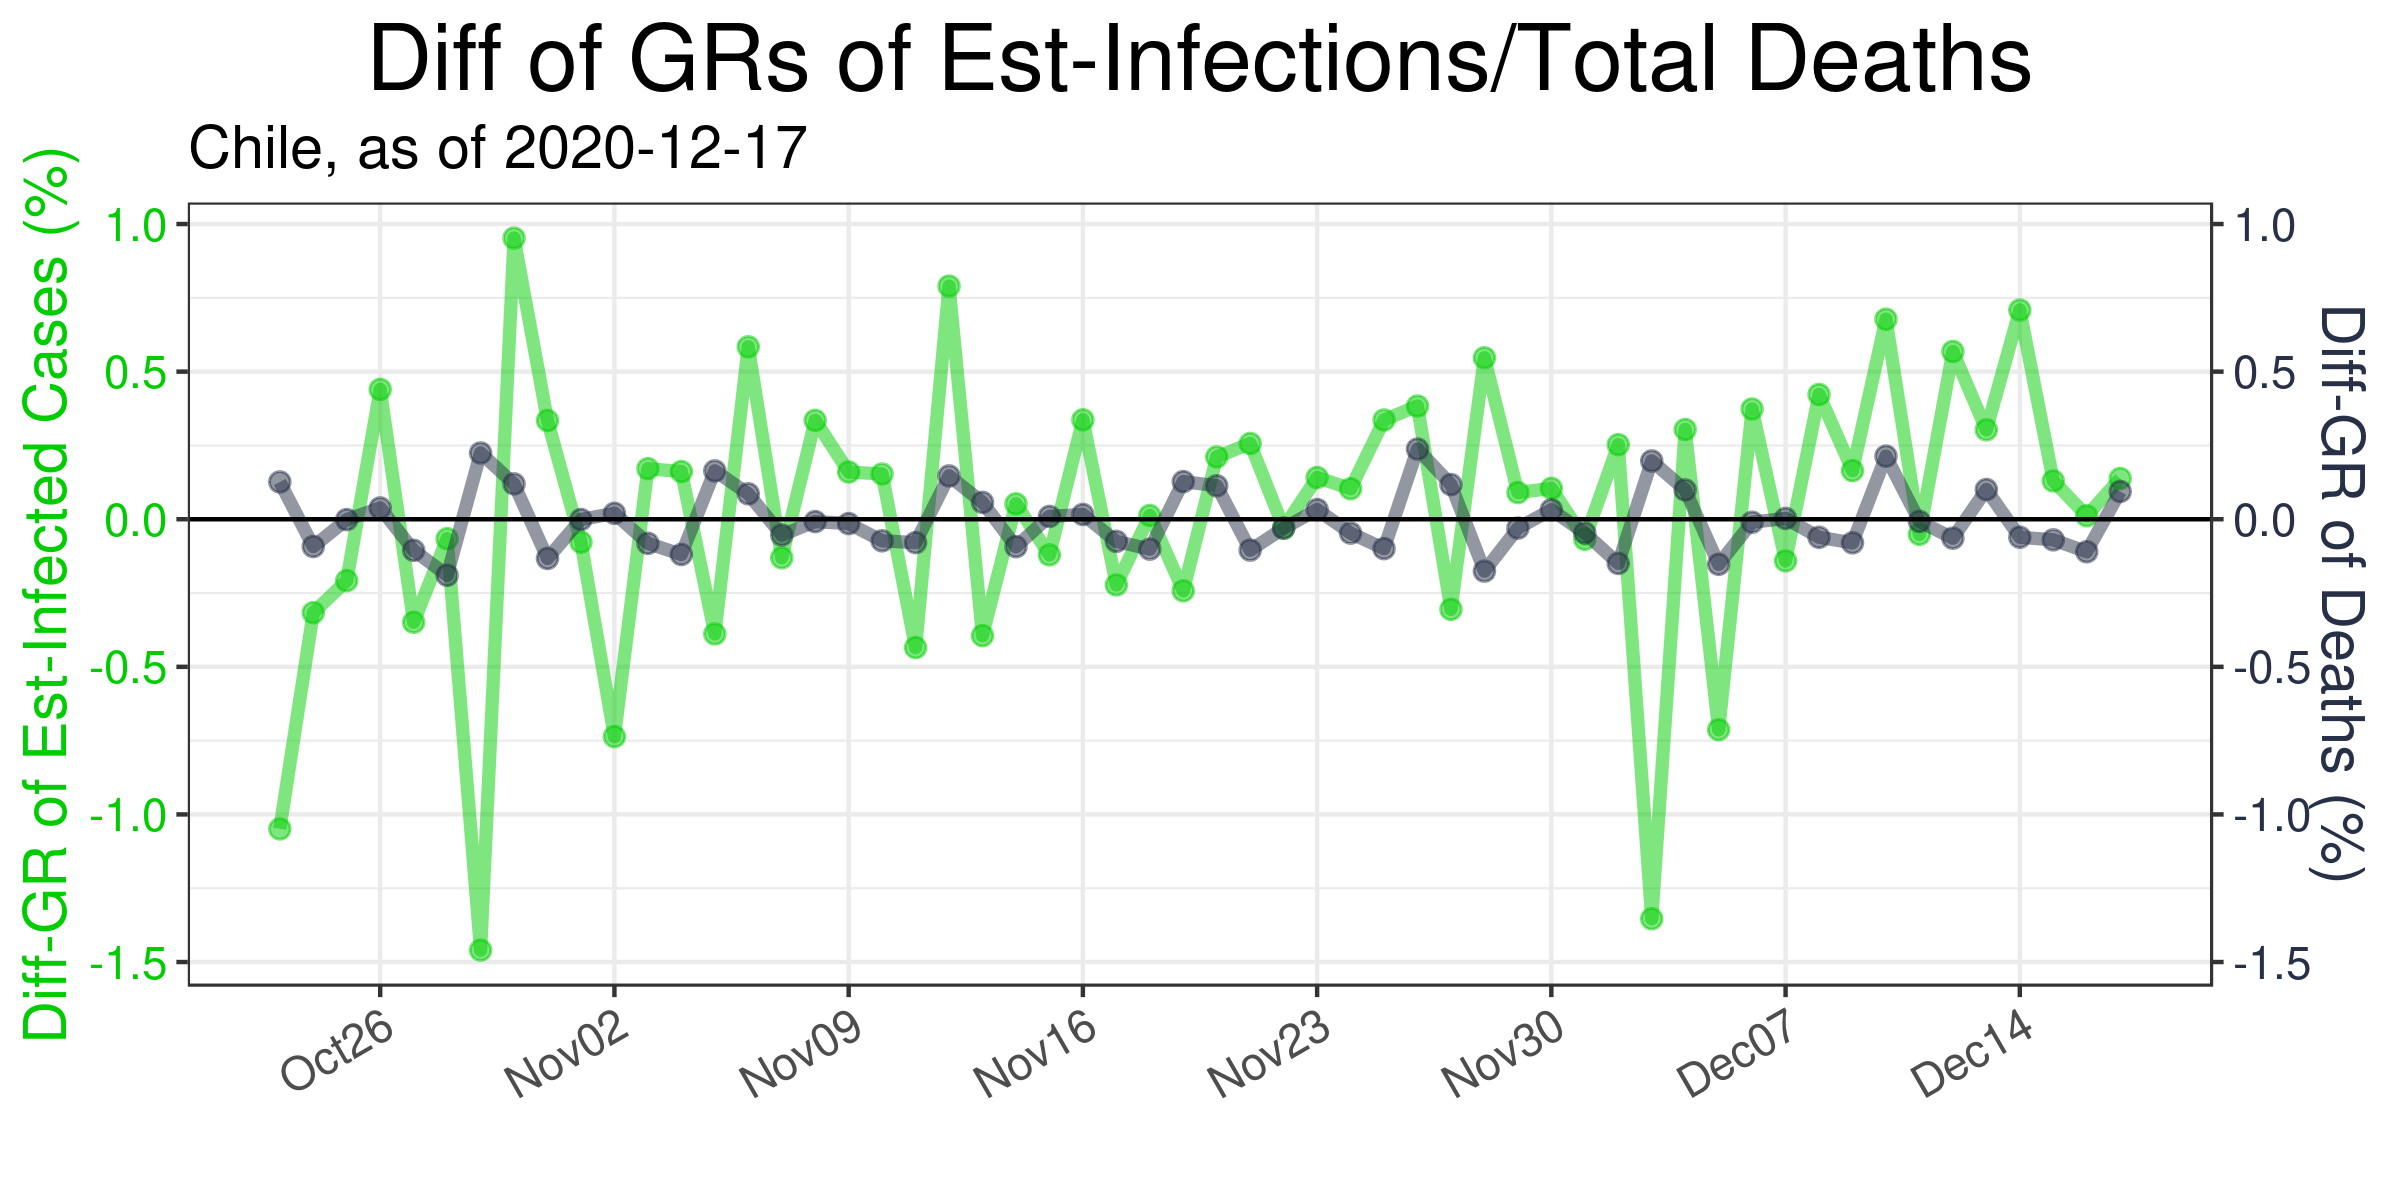 Diff of GRs of Est-Infections/Total Deaths
Chile, as of 2020-12-17
Diff-GR of Est-Infected Cases (%)
1.0
0.5
0.0
-0.5
-1.0
-1.5
1.0
0.5
0.0
-0.5
-1.0
-1.5
Diff-GR of Deaths (%)
Oct26 Nov02 Nov09 Nov16 Nov23 Nov30 Dec07 Dec14